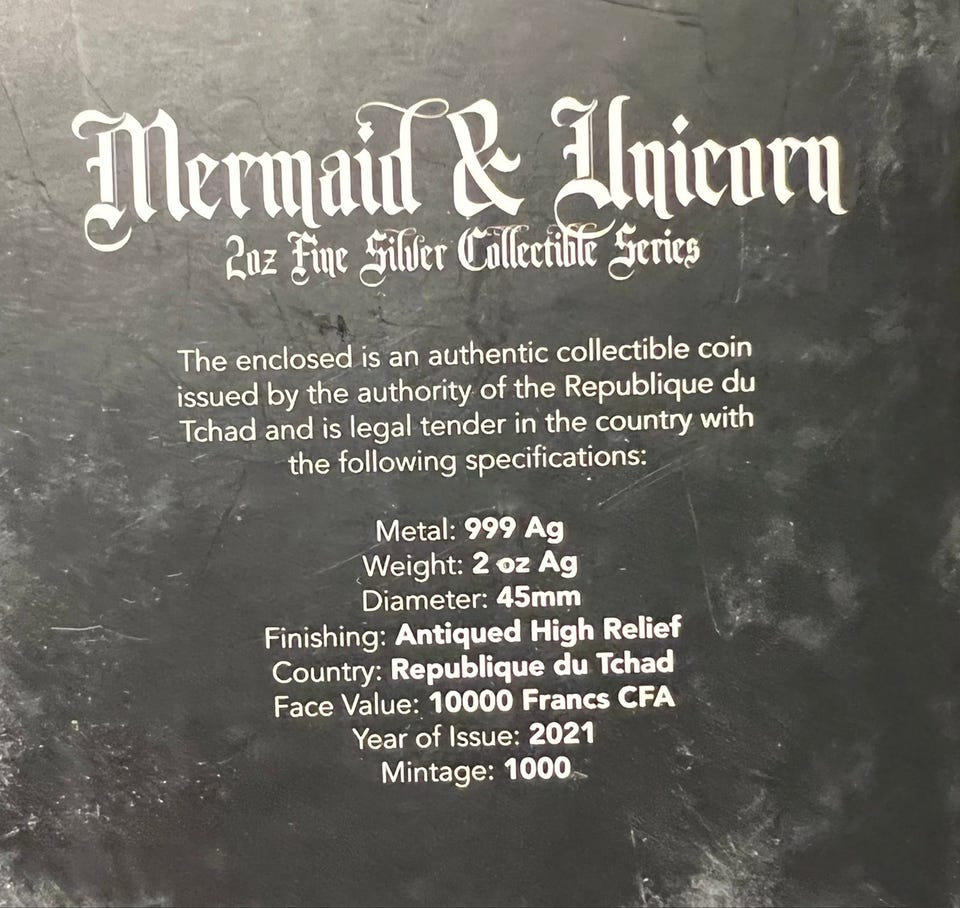 Mermaid & Unicorn
2oz Fine Silver Collectible Series
The enclosed is an authentic collectible coin
issued by the authority of the Republique du
Tchad and is legal tender in the country with
the following specifications:
Metal: 999 Ag
Weight: 2 oz Ag
Diameter: 45mm
Finishing: Antiqued High Relief
Country: Republique du Tchad
Face Value: 10000 Francs CFA
Year of Issue: 2021
Mintage: 1000